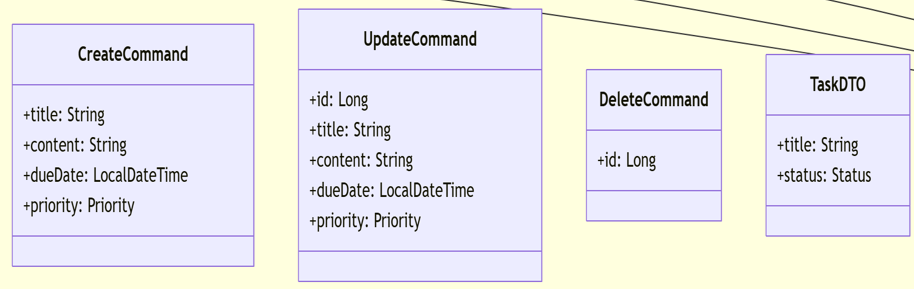 CreateCommand
+title: String
+content: String
+dueDate: LocalDateTime
+priority: Priority
UpdateCommand
+id: Long
+title: String
+content: String
+dueDate: LocalDateTime
+priority: Priority
DeleteCommand
+id: Long
TaskDTO
+title: String
+status: Status